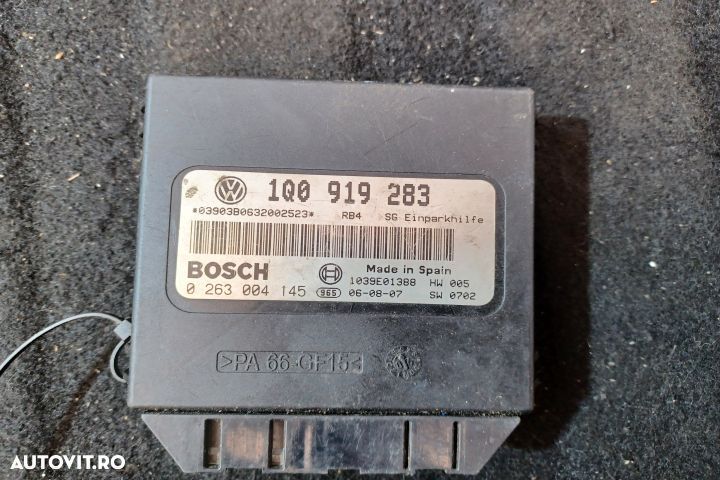 1Q0 919 283
*03903B0632002523* RB4 SG Einparkhilfe
BOSCH
Made in Spain
1039E01388 HW 005
0 263 004 145 965 06-08-07 SW 0702
>PA 66-GF15<
AUTOVIT.RO